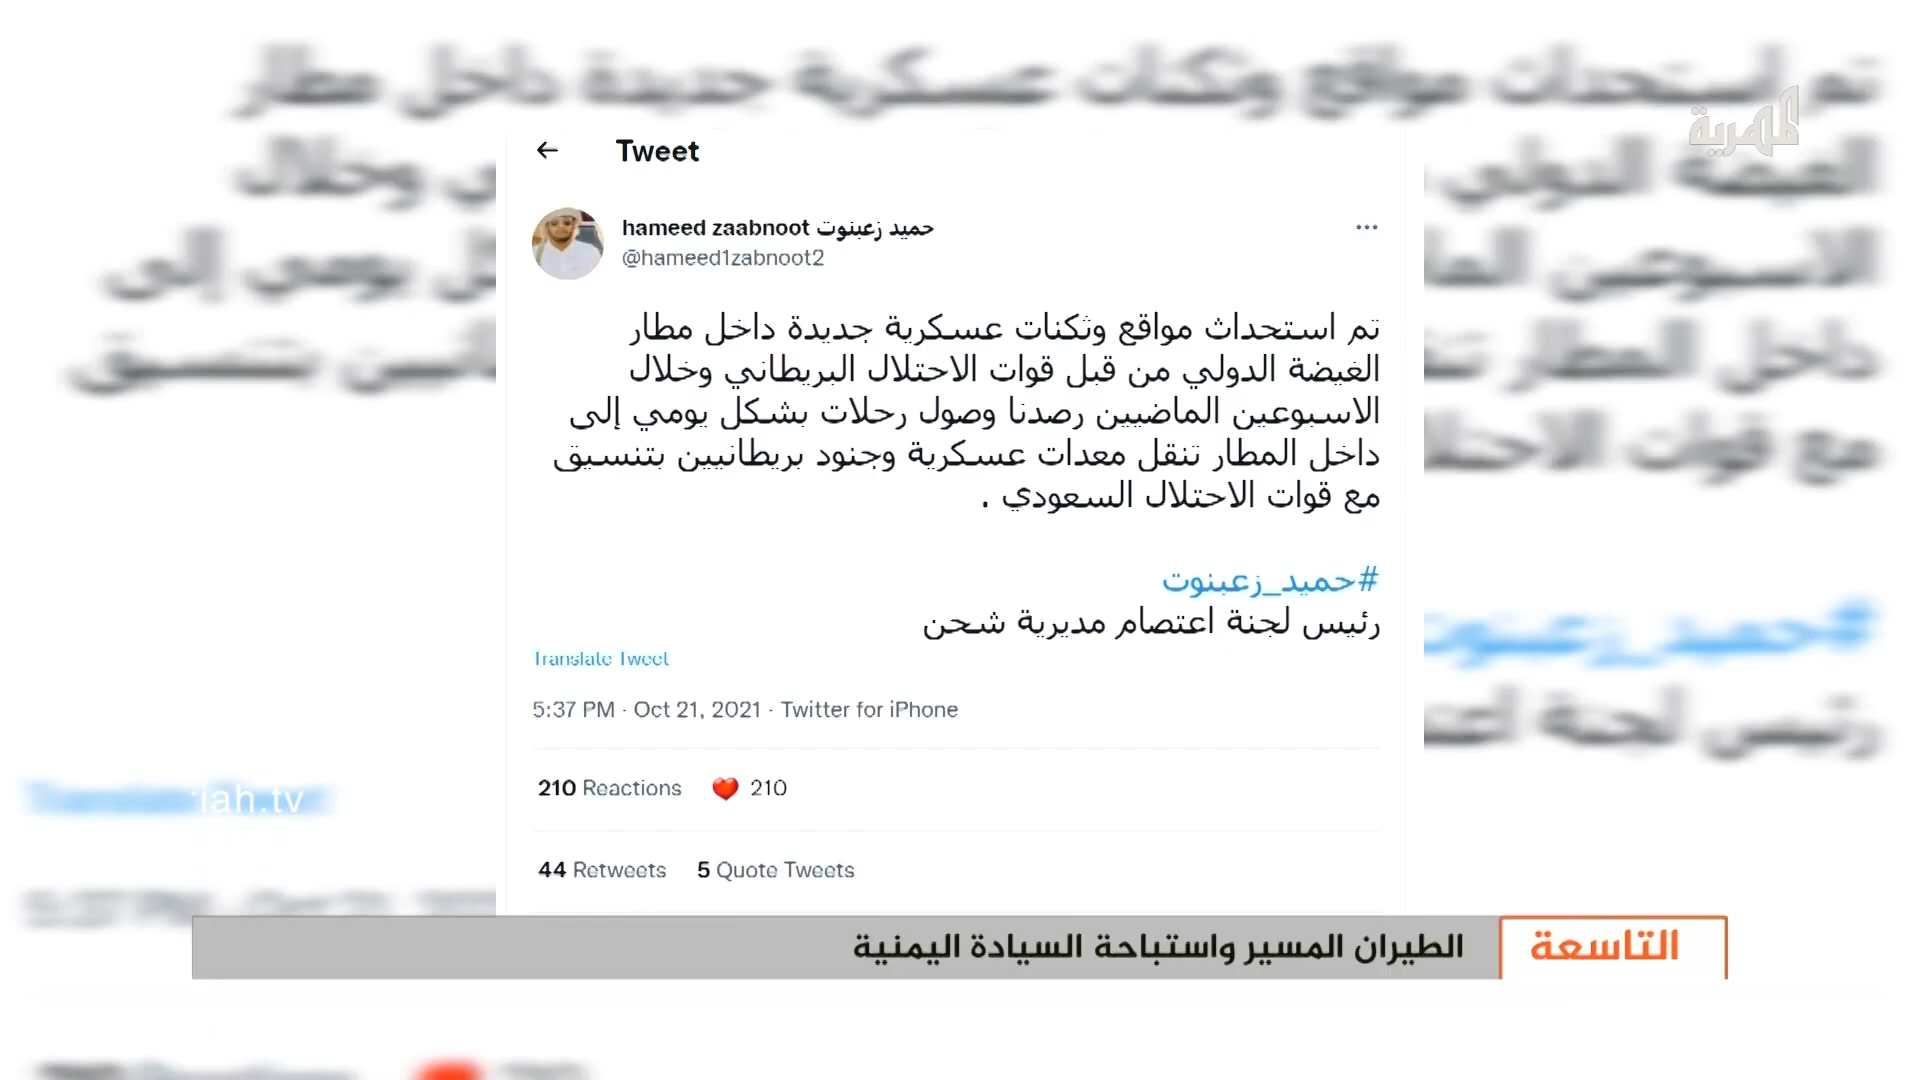 المهرية
Tweet
hameed zaabnoot حميد زعبنوت
@hameed1zabnoot2
تم استحداث مواقع وثكنات عسكرية جديدة داخل مطار
الغيضة الدولي من قبل قوات الاحتلال البريطاني وخلال
الاسبوعين الماضيين رصدنا وصول رحلات بشكل يومي إلى
داخل المطار تنقل معدات عسكرية وجنود بريطانيين بتنسيق
مع قوات الاحتلال السعودي .
#حميد_زعبنوت
رئيس لجنة اعتصام مديرية شحن
Translate Tweet
5:37 PM · Oct 21, 2021 · Twitter for iPhone
210 Reactions ❤️ 210
44 Retweets 5 Quote Tweets
riah.tv
التاسعة
الطيران المسير واستباحة السيادة اليمنية